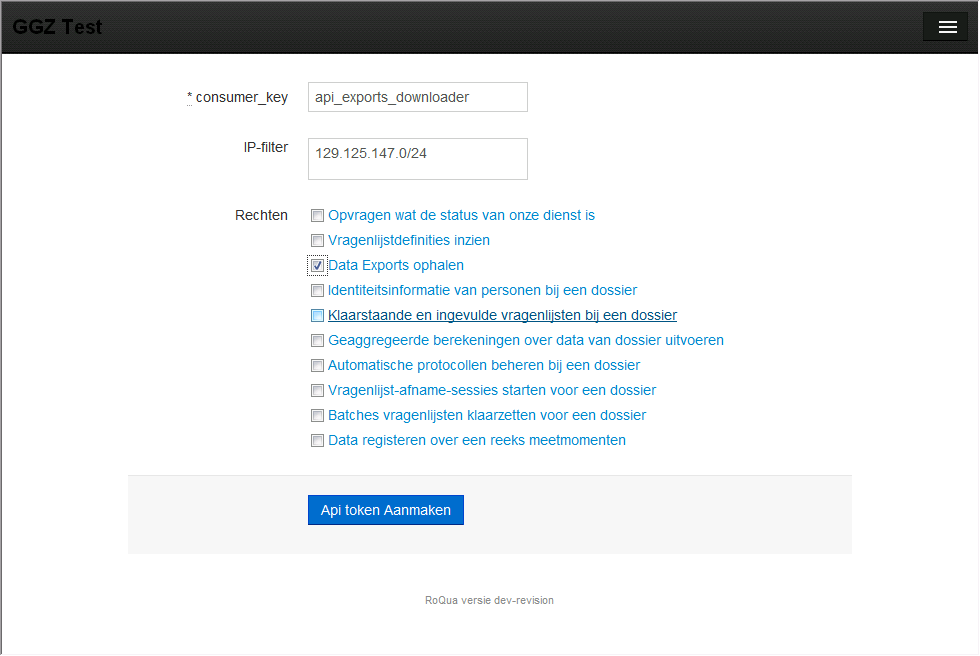 GGZ Test
* consumer_key api_exports_downloader
IP-filter 129.125.147.0/24
Rechten Opvragen wat de status van onze dienst is
Vragenlijstdefinities inzien
Data Exports ophalen
Identiteitsinformatie van personen bij een dossier
Klaarstaande en ingevulde vragenlijsten bij een dossier
Geaggregeerde berekeningen over data van dossier uitvoeren
Automatische protocollen beheren bij een dossier
Vragenlijst-afname-sessies starten voor een dossier
Batches vragenlijsten klaarzetten voor een dossier
Data registeren over een reeks meetmomenten
Api token Aanmaken
RoQua versie dev-revision